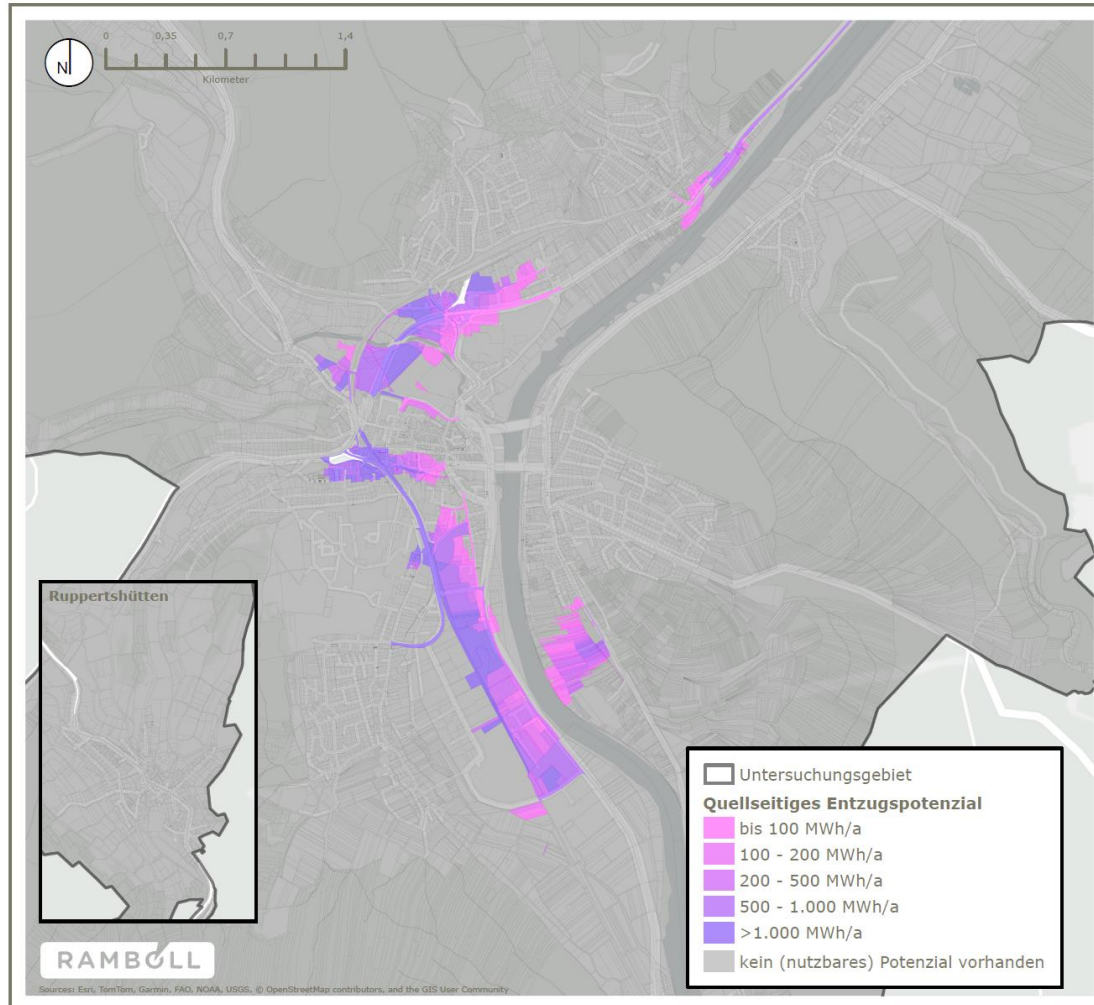 0 0,35 0,7 1,4
N
Kilometer
Ruppertshütten
Untersuchungsgebiet
Quellseitiges Entzugspotenzial
bis 100 MWh/a
100 - 200 MWh/a
200 - 500 MWh/a
500 - 1.000 MWh/a
>1.000 MWh/a
kein (nutzbares) Potenzial vorhanden
RAMBOLL
Sources: Esri, TomTom, Garmin, FAO, NOAA, USGS, © OpenStreetMap contributors, and the GIS User Community